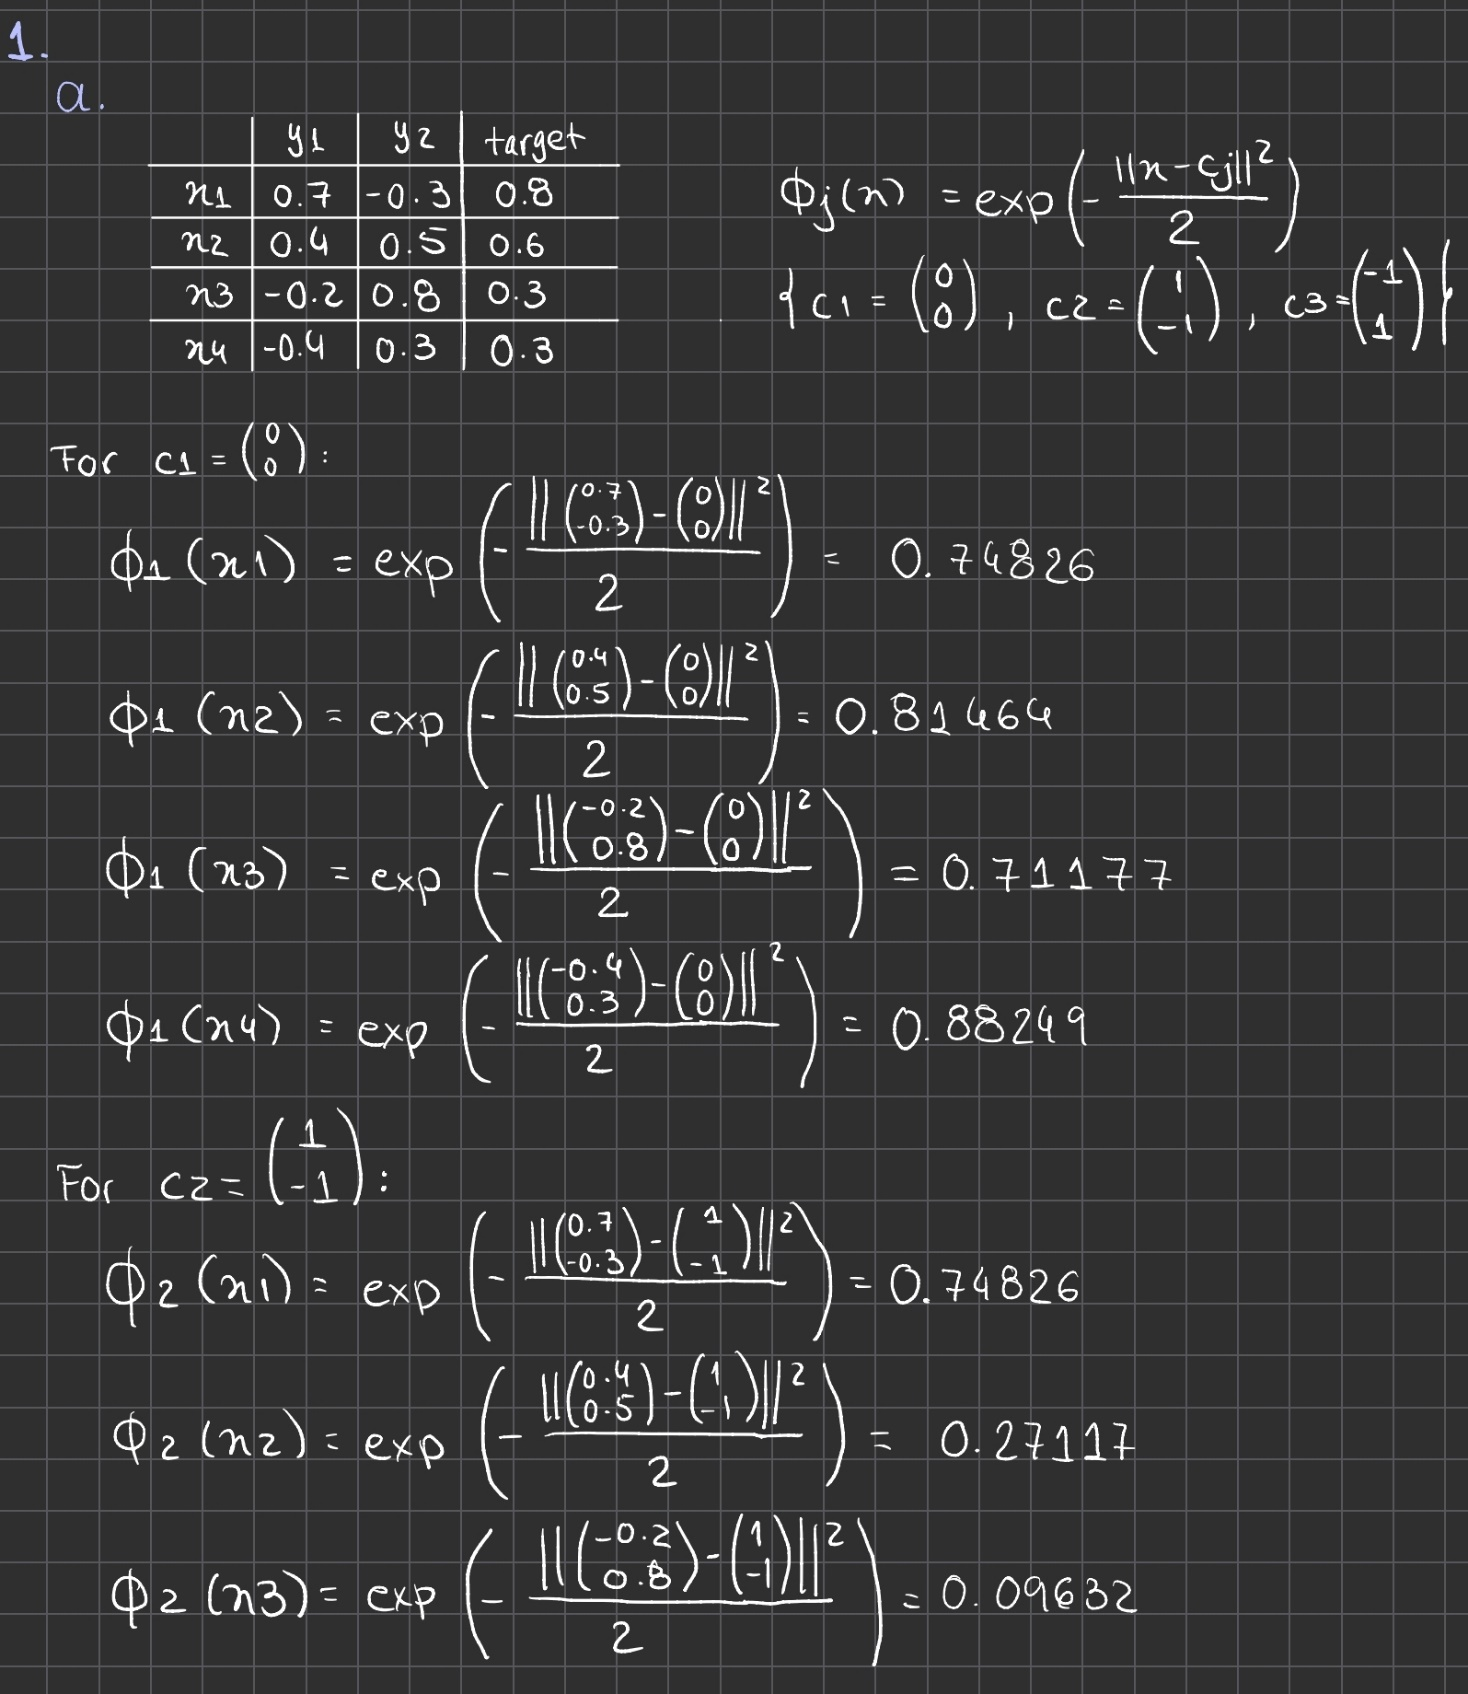 1.
a.
y1 y2 target
x1 0.7 -0.3 0.8
x2 0.4 0.5 0.6
x3 -0.2 0.8 0.3
x4 -0.4 0.3 0.3
ϕj(x) = exp(- ||x - cj||² / 2)
{ c1 = (0 0), c2 = (1 -1), c3 = (-1 1) }
For c1 = (0 0) :
ϕ1 (x1) = exp (- ||(0.7 -0.3) - (0 0)||² / 2) = 0.74826
ϕ1 (x2) = exp (- ||(0.4 0.5) - (0 0)||² / 2) = 0.81464
ϕ1 (x3) = exp (- ||(-0.2 0.8) - (0 0)||² / 2) = 0.71177
ϕ1 (x4) = exp (- ||(-0.4 0.3) - (0 0)||² / 2) = 0.88249
For c2 = (1 -1) :
ϕ2 (x1) = exp (- ||(0.7 -0.3) - (1 -1)||² / 2) = 0.74826
ϕ2 (x2) = exp (- ||(0.4 0.5) - (1 -1)||² / 2) = 0.27117
ϕ2 (x3) = exp (- ||(-0.2 0.8) - (1 -1)||² / 2) = 0.09632